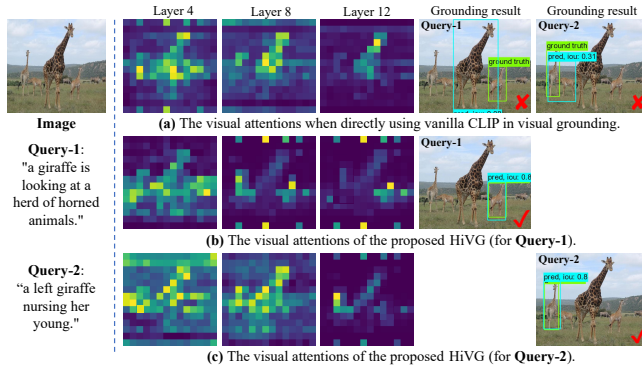 Layer 4 Layer 8 Layer 12 Grounding result Grounding result
Query-1 Query-2
ground truth
ground truth
pred, iou: 0.31
Image
(a) The visual attentions when directly using vanilla CLIP in visual grounding.
Query-1:
"a giraffe is
looking at a
herd of horned
animals."
Query-1
pred, iou: 0.8
(b) The visual attentions of the proposed HiVG (for Query-1).
Query-2:
“a left giraffe
nursing her
young."
Query-2
pred, iou: 0.8
(c) The visual attentions of the proposed HiVG (for Query-2).